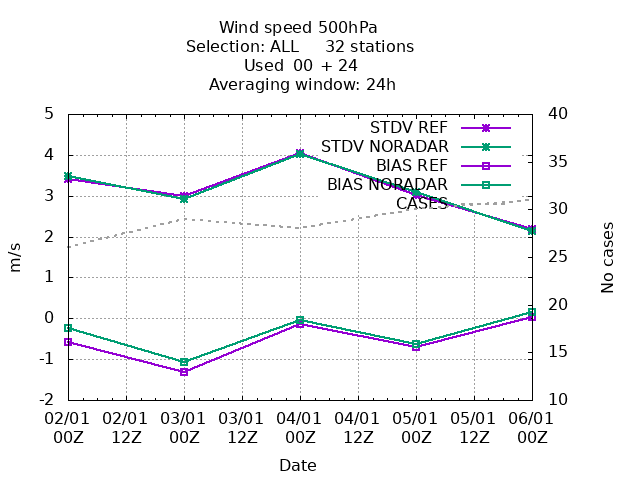 Wind speed 500hPa
Selection: ALL     32 stations
Used  00 + 24
Averaging window: 24h
5 40
STDV REF
STDV NORADAR
BIAS REF
BIAS NORADAR
CASES
4 35
3 30
2 25
1
0 20
-1 15
-2 10
m/s
No cases
02/01 02/01 03/01 03/01 04/01 04/01 05/01 05/01 06/01
00Z 12Z 00Z 12Z 00Z 12Z 00Z 12Z 00Z
Date